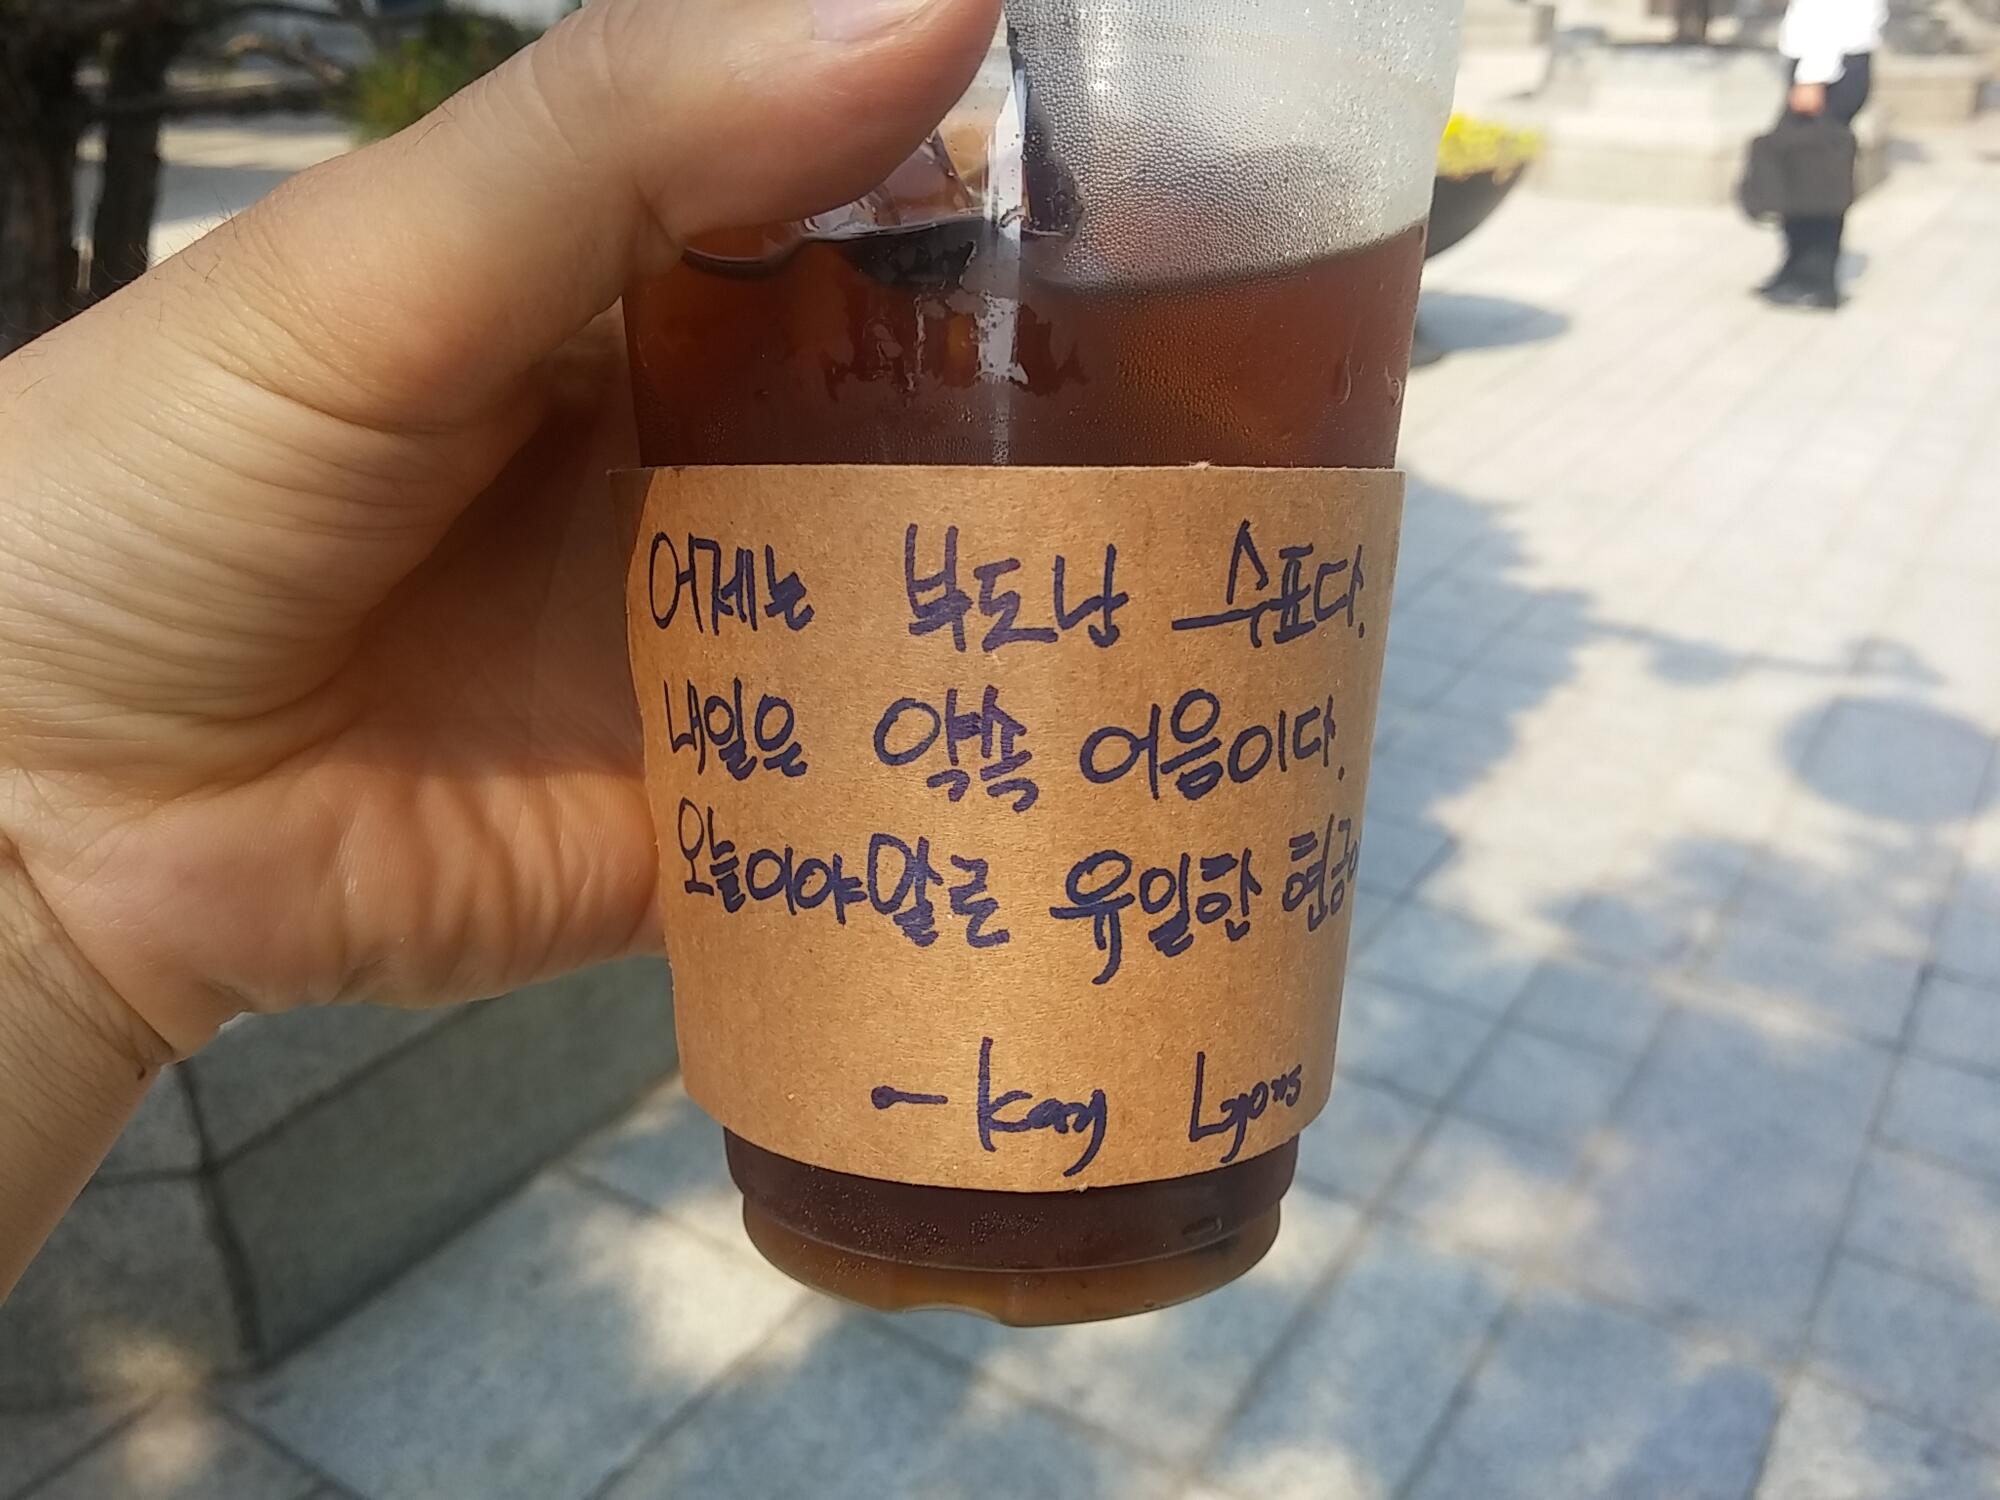 어제는 부도난 수표다.
내일은 약속 어음이다.
오늘이야말로 유일한 현금이
- Kay Lyons